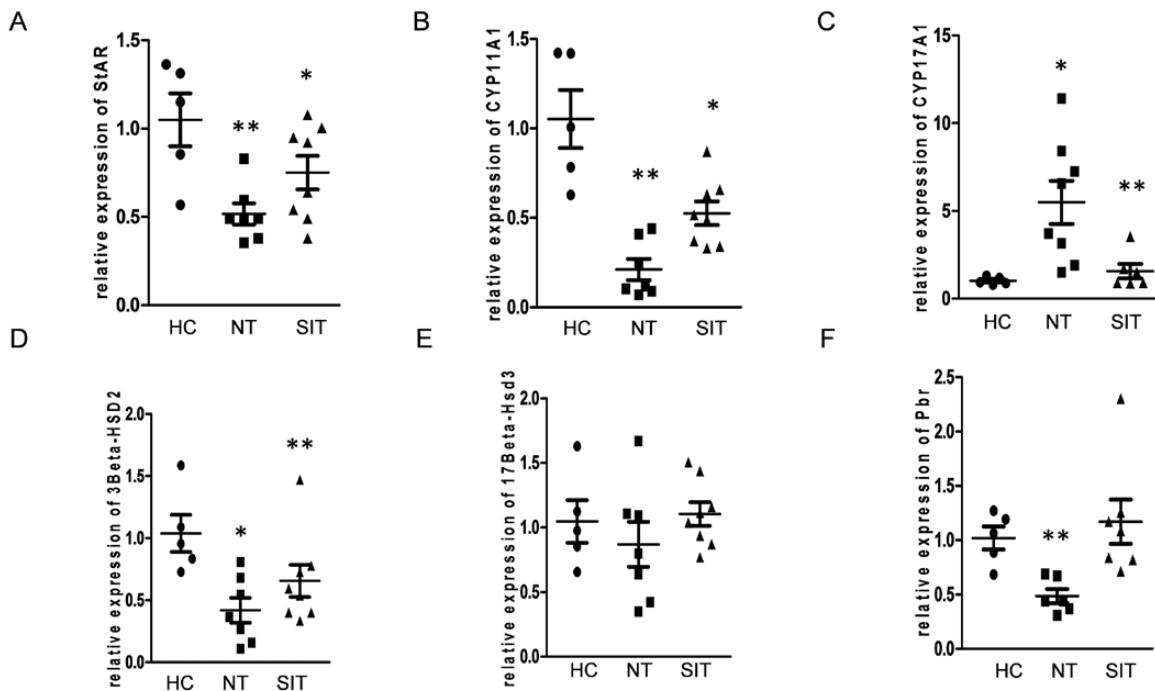 A
relative expression of StAR
1.5
1.0
0.5
0.0
**
*
HC NT SIT
B
relative expression of CYP11A1
1.5
1.0
0.5
0.0
**
*
HC NT SIT
C
relative expression of CYP17A1
15
10
5
0
*
**
HC NT SIT
D
relative expression of 3Beta-HSD2
2.0
1.5
1.0
0.5
0.0
*
**
HC NT SIT
E
relative expression of 17Beta-Hsd3
2.0
1.5
1.0
0.5
0.0
HC NT SIT
F
relative expression of Pbr
2.5
2.0
1.5
1.0
0.5
0.0
**
HC NT SIT